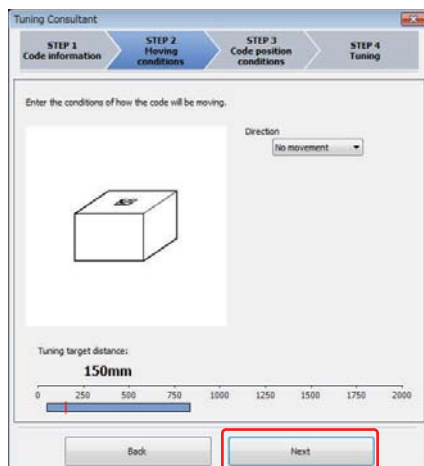 Tuning Consultant
STEP 1
Code information
STEP 2
Moving
conditions
STEP 3
Code position
conditions
STEP 4
Tuning
Enter the conditions of how the code will be moving.
Direction
No movement
Tuning target distance:
150mm
0 250 500 750 1000 1250 1500 1750 2000
Back Next